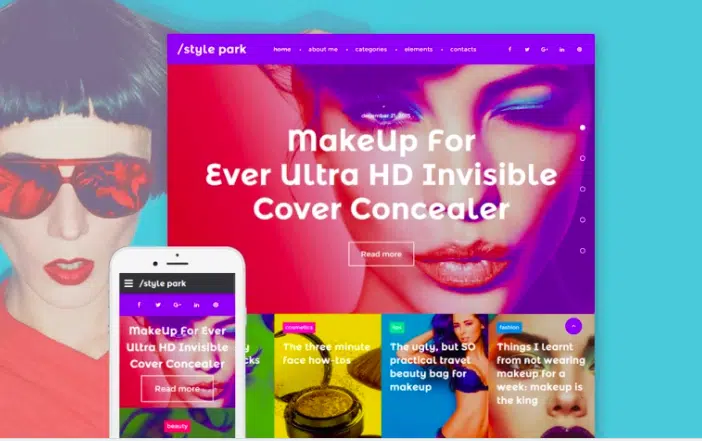 /style park
home • about me • categories • elements • contacts
december 21, 2015
MakeUp For
Ever Ultra HD Invisible
Cover Concealer
Read more
/style park
MakeUp For Ever
Ultra HD Invisible
Cover Concealer
Read more
beauty
cks
cosmetics
The three minute
face how-tos
tips
The ugly, but SO
practical travel
beauty bag for
makeup
fashion
Things I learnt
from not wearing
makeup for a
week: makeup is
the king